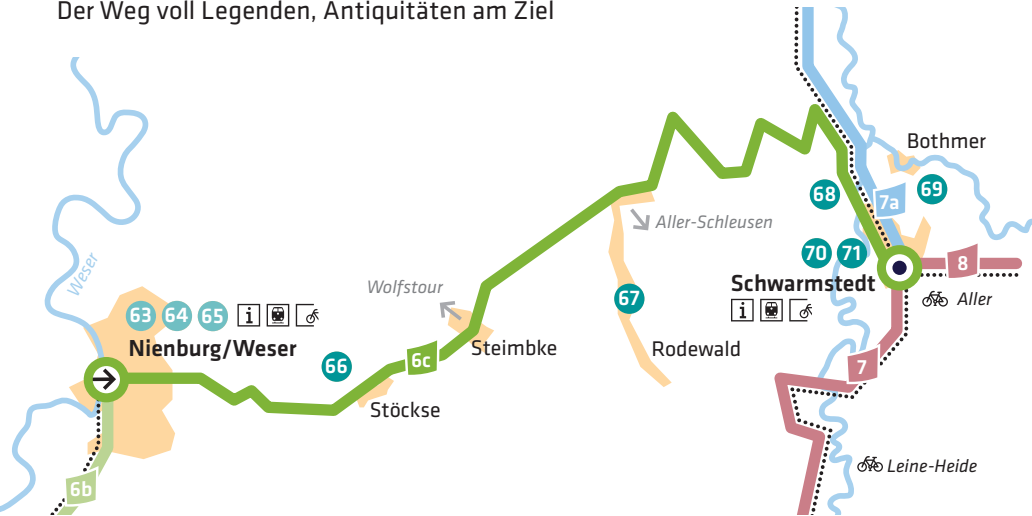 Der Weg voll Legenden, Antiquitäten am Ziel
Bothmer
68
69
7a
Aller-Schleusen
Weser
Wolfstour
70 71
8
Schwarmstedt
i
Aller
67
63 64 65 i
Nienburg/Weser
Steimbke
Rodewald
66
6c
7
Stöckse
Leine-Heide
6b